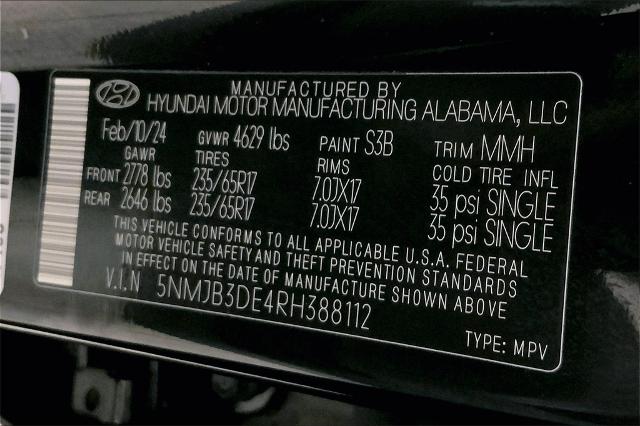 MANUFACTURED BY
HYUNDAI MOTOR MANUFACTURING ALABAMA, LLC
Feb/10/24 GVWR 4629 lbs PAINT S3B TRIM MMH
GAWR TIRES RIMS COLD TIRE INFL
FRONT 2778 lbs 235/65R17 7.0JX17 35 psi SINGLE
REAR 2646 lbs 235/65R17 7.0JX17 35 psi SINGLE
THIS VEHICLE CONFORMS TO ALL APPLICABLE U.S.A. FEDERAL
MOTOR VEHICLE SAFETY AND THEFT PREVENTION STANDARDS
IN EFFECT ON THE DATE OF MANUFACTURE SHOWN ABOVE
V.I.N 5NMJB3DE4RH388112
TYPE: MPV